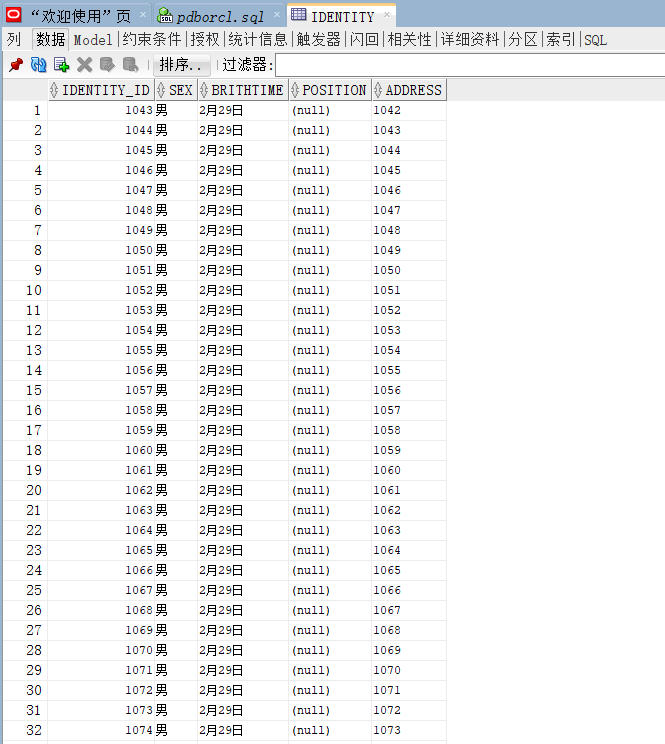 “欢迎使用”页 × pdborcl.sql × IDENTITY ×
列 数据 Model 约束条件 授权 统计信息 触发器 闪回 相关性 详细资料 分区 索引 SQL
排序.. 过滤器:
IDENTITY_ID SEX BRITHTIME POSITION ADDRESS
1 1043 男 2月29日 (null) 1042
2 1044 男 2月29日 (null) 1043
3 1045 男 2月29日 (null) 1044
4 1046 男 2月29日 (null) 1045
5 1047 男 2月29日 (null) 1046
6 1048 男 2月29日 (null) 1047
7 1049 男 2月29日 (null) 1048
8 1050 男 2月29日 (null) 1049
9 1051 男 2月29日 (null) 1050
10 1052 男 2月29日 (null) 1051
11 1053 男 2月29日 (null) 1052
12 1054 男 2月29日 (null) 1053
13 1055 男 2月29日 (null) 1054
14 1056 男 2月29日 (null) 1055
15 1057 男 2月29日 (null) 1056
16 1058 男 2月29日 (null) 1057
17 1059 男 2月29日 (null) 1058
18 1060 男 2月29日 (null) 1059
19 1061 男 2月29日 (null) 1060
20 1062 男 2月29日 (null) 1061
21 1063 男 2月29日 (null) 1062
22 1064 男 2月29日 (null) 1063
23 1065 男 2月29日 (null) 1064
24 1066 男 2月29日 (null) 1065
25 1067 男 2月29日 (null) 1066
26 1068 男 2月29日 (null) 1067
27 1069 男 2月29日 (null) 1068
28 1070 男 2月29日 (null) 1069
29 1071 男 2月29日 (null) 1070
30 1072 男 2月29日 (null) 1071
31 1073 男 2月29日 (null) 1072
32 1074 男 2月29日 (null) 1073